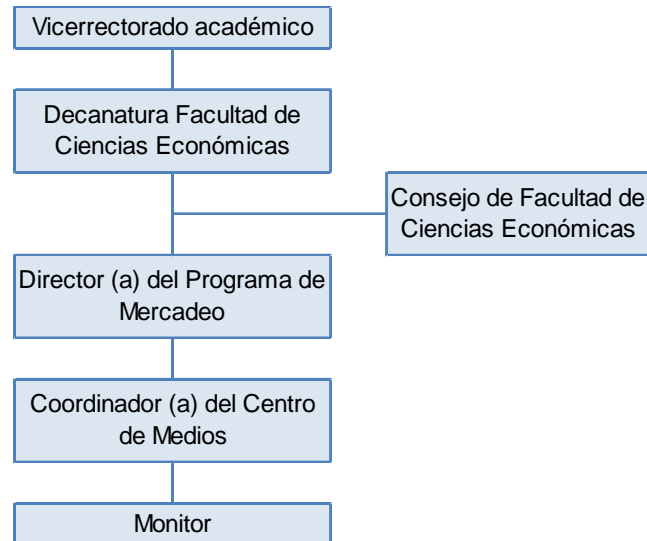 Vicerrectorado académico
Decanatura Facultad de
Ciencias Económicas
Consejo de Facultad de
Ciencias Económicas
Director (a) del Programa de
Mercadeo
Coordinador (a) del Centro
de Medios
Monitor